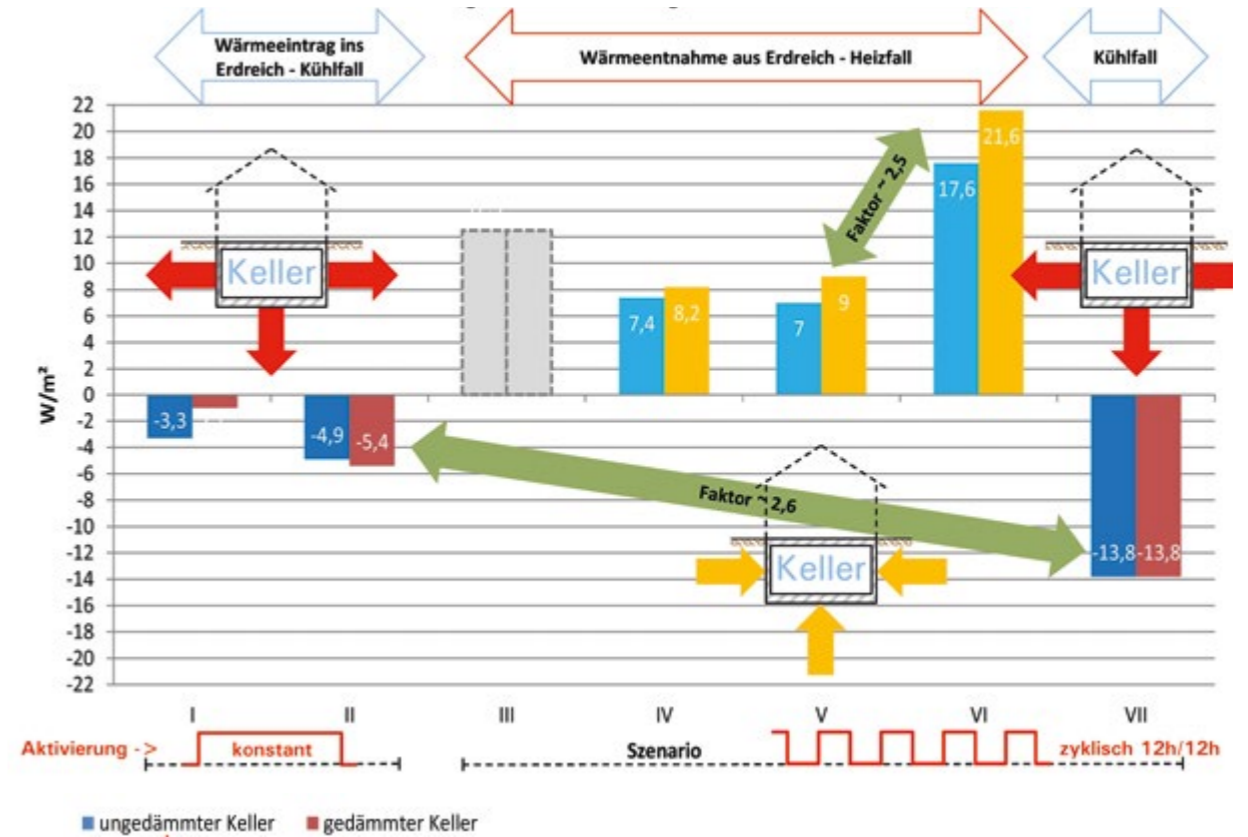 Wärmeeintrag ins
Erdreich - Kühlfall
Wärmeentnahme aus Erdreich - Heizfall
Kühlfall
W/m²
22
20
18
16
14
12
10
8
6
4
2
0
-2
-4
-6
-8
-10
-12
-14
-16
-18
-20
-22
Keller
Keller
Keller
-3,3
-4,9
-5,4
7,4
8,2
7
9
17,6
21,6
-13,8
-13,8
Faktor ~ 2,5
Faktor ~ 2,6
I
II
III
IV
V
VI
VII
Aktivierung ->
konstant
Szenario
zyklisch 12h/12h
ungedämmter Keller
gedämmter Keller